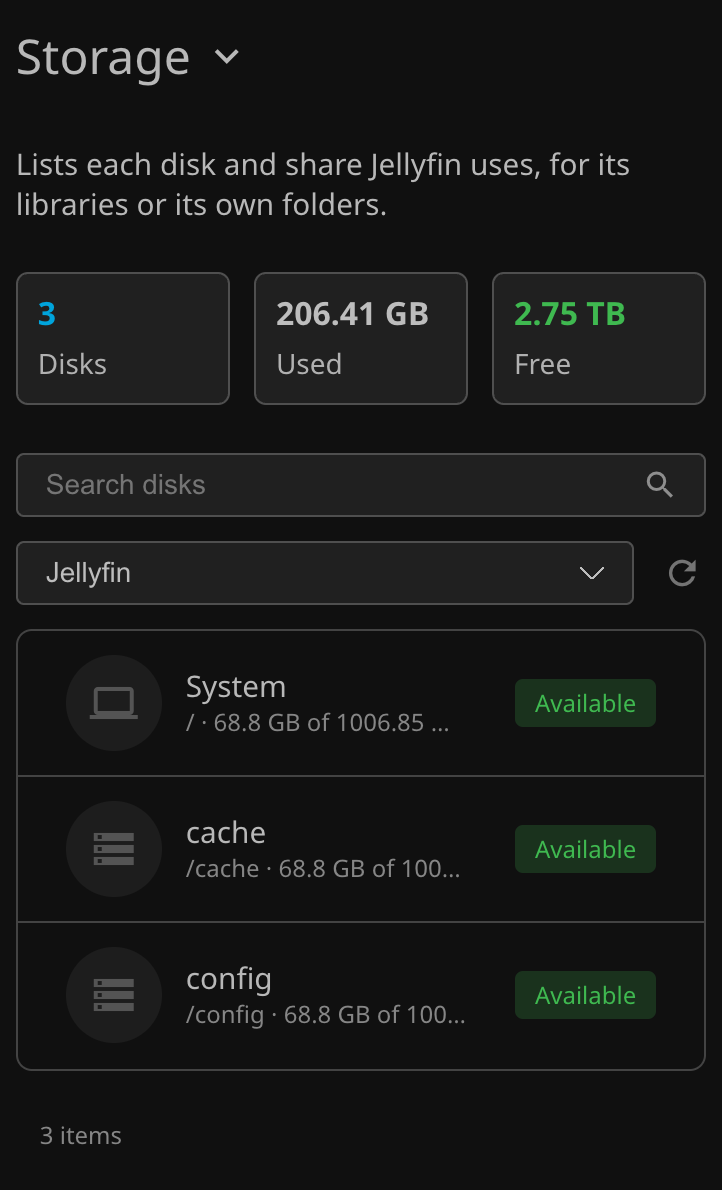 Storage
Lists each disk and share Jellyfin uses, for its
libraries or its own folders.
3
Disks
206.41 GB
Used
2.75 TB
Free
Search disks
Jellyfin
System
/ · 68.8 GB of 1006.85 ...
Available
cache
/cache · 68.8 GB of 100...
Available
config
/config · 68.8 GB of 100...
Available
3 items